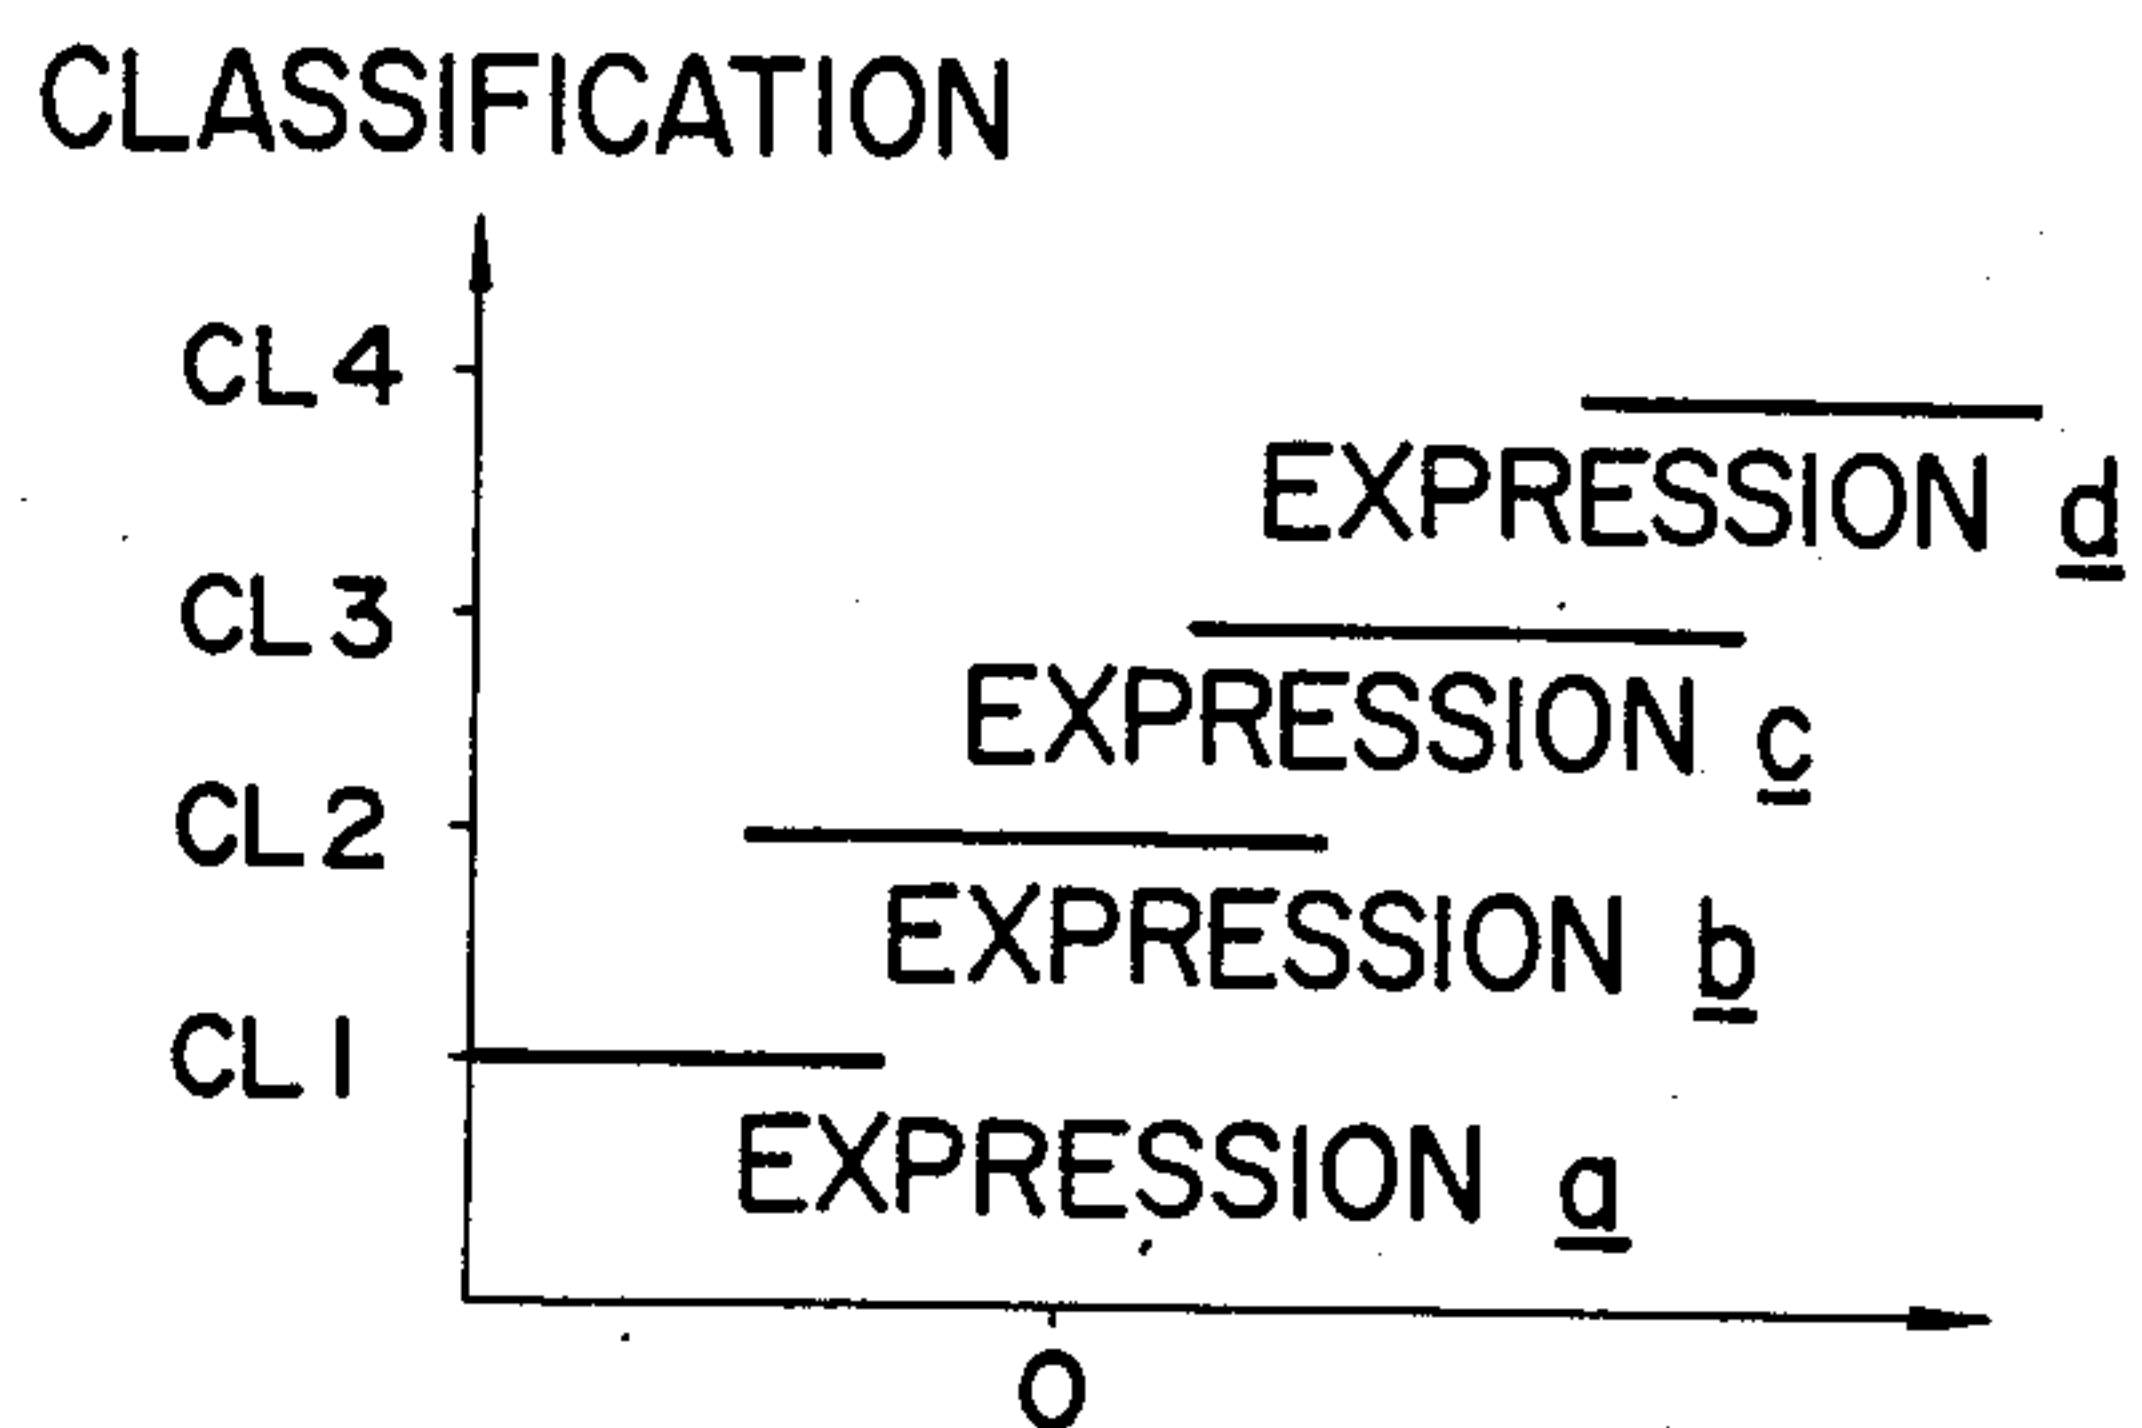 CLASSIFICATION
CL4
EXPRESSION d
CL3
EXPRESSION c
CL2
EXPRESSION b
CL1
EXPRESSION a
0